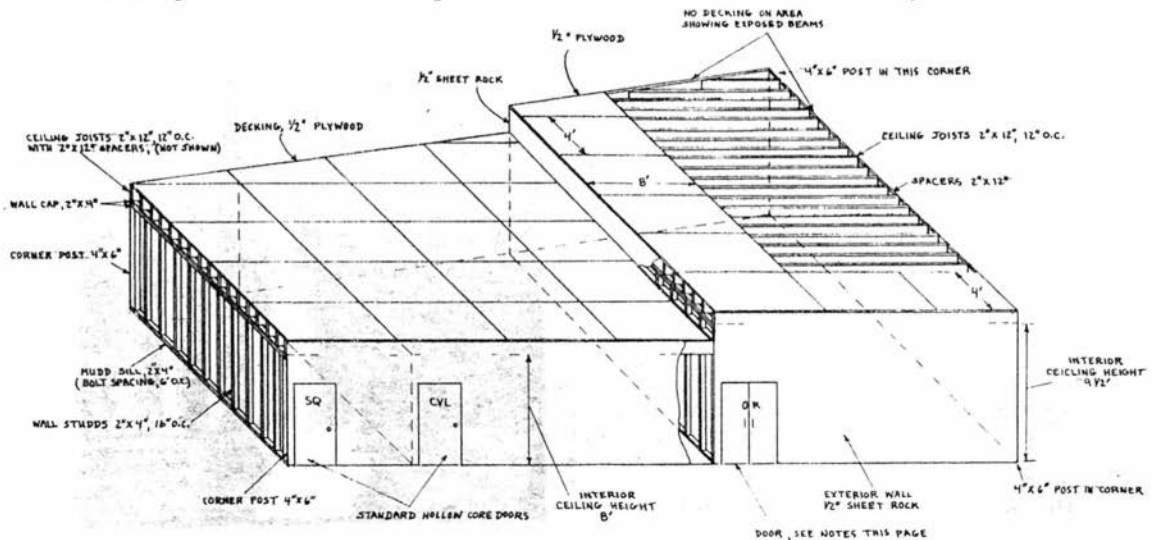 NO DECKING ON AREA
SHOWING EXPOSED BEAMS
1/2" PLYWOOD
1/2" SHEET ROCK
4"X6" POST IN THIS CORNER
DECKING, 1/2" PLYWOOD
CEILING JOISTS 2"X12", 12" O.C.
WITH 2"X12" SPACERS, (NOT SHOWN)
4'
CEILING JOISTS 2"X12", 12" O.C.
8'
SPACERS 2"X12"
WALL CAP, 2"X4"
CORNER POST 4"X6"
4'
MUDD SILL, 2"X4"
(BOLT SPACING, 6' O.C)
INTERIOR
CEICLING HEIGHT
9 1/2'
SQ
CVL
OR
WALL STUDDS 2"X4", 16" O.C.
CORNER POST 4"X6"
STANDARD HOLLOW CORE DOORS
INTERIOR
CEILING HEIGHT
8'
EXTERIOR WALL
1/2" SHEET ROCK
4"X6" POST IN CORNER
DOOR, SEE NOTES THIS PAGE